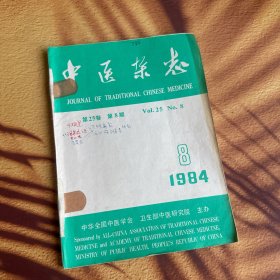 中医杂志
JOURNAL OF TRADITIONAL CHINESE MEDICINE
第25卷 第8期 Vol. 25 No. 8
8
1984
中华全国中医学会 卫生部中医研究院 主办
Sponsored by ALL-CHINA ASSOCIATION OF TRADITIONAL CHINESE
MEDICINE and ACADEMY OF TRADITIONAL CHINESE MEDICINE,
MINISTRY OF PUBLIC HEALTH, PEOPLE'S REPUBLIC OF CHINA